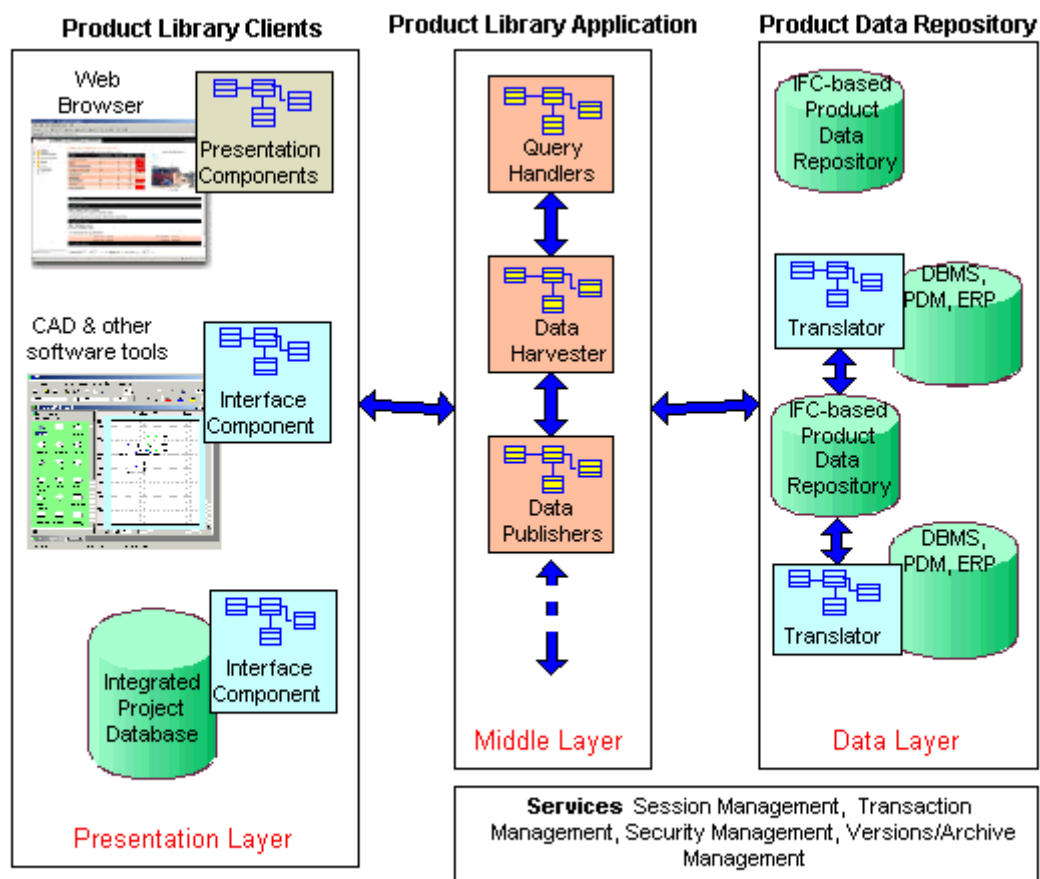 Product Library Clients
Product Library Application
Product Data Repository
Web
Browser
Presentation
Components
CAD & other
software tools
Interface
Component
Integrated
Project
Database
Interface
Component
Presentation Layer
Query
Handlers
Data
Harvester
Data
Publishers
Middle Layer
IFC-based
Product
Data
Repository
Translator
DBMS,
PDM, ERP
IFC-based
Product
Data
Repository
DBMS,
PDM, ERP
Translator
Data Layer
Services Session Management, Transaction
Management, Security Management, Versions/Archive
Management